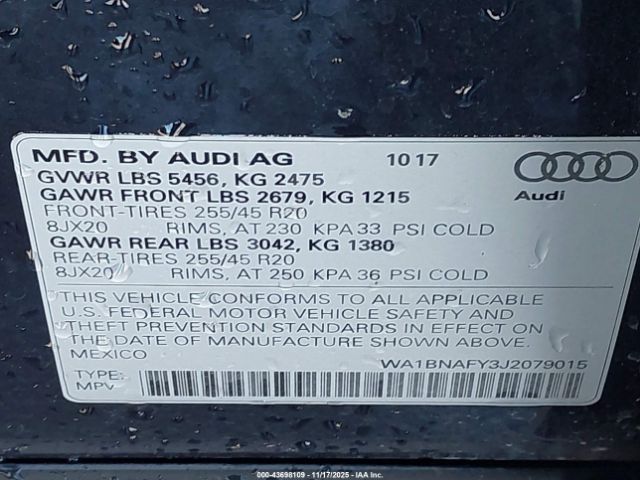 MFD. BY AUDI AG 10 17
GVWR LBS 5456, KG 2475
GAWR FRONT LBS 2679, KG 1215
FRONT-TIRES 255/45 R20
8JX20 RIMS, AT 230 KPA 33 PSI COLD
GAWR REAR LBS 3042, KG 1380
REAR-TIRES 255/45 R20
8JX20 RIMS, AT 250 KPA 36 PSI COLD
Audi
THIS VEHICLE CONFORMS TO ALL APPLICABLE
U.S. FEDERAL MOTOR VEHICLE SAFETY AND
THEFT PREVENTION STANDARDS IN EFFECT ON
THE DATE OF MANUFACTURE SHOWN ABOVE.
MEXICO WA1BNAFY3J2079015
TYPE:
MPV
000-43698109 - 11/17/2025 - IAA Inc.